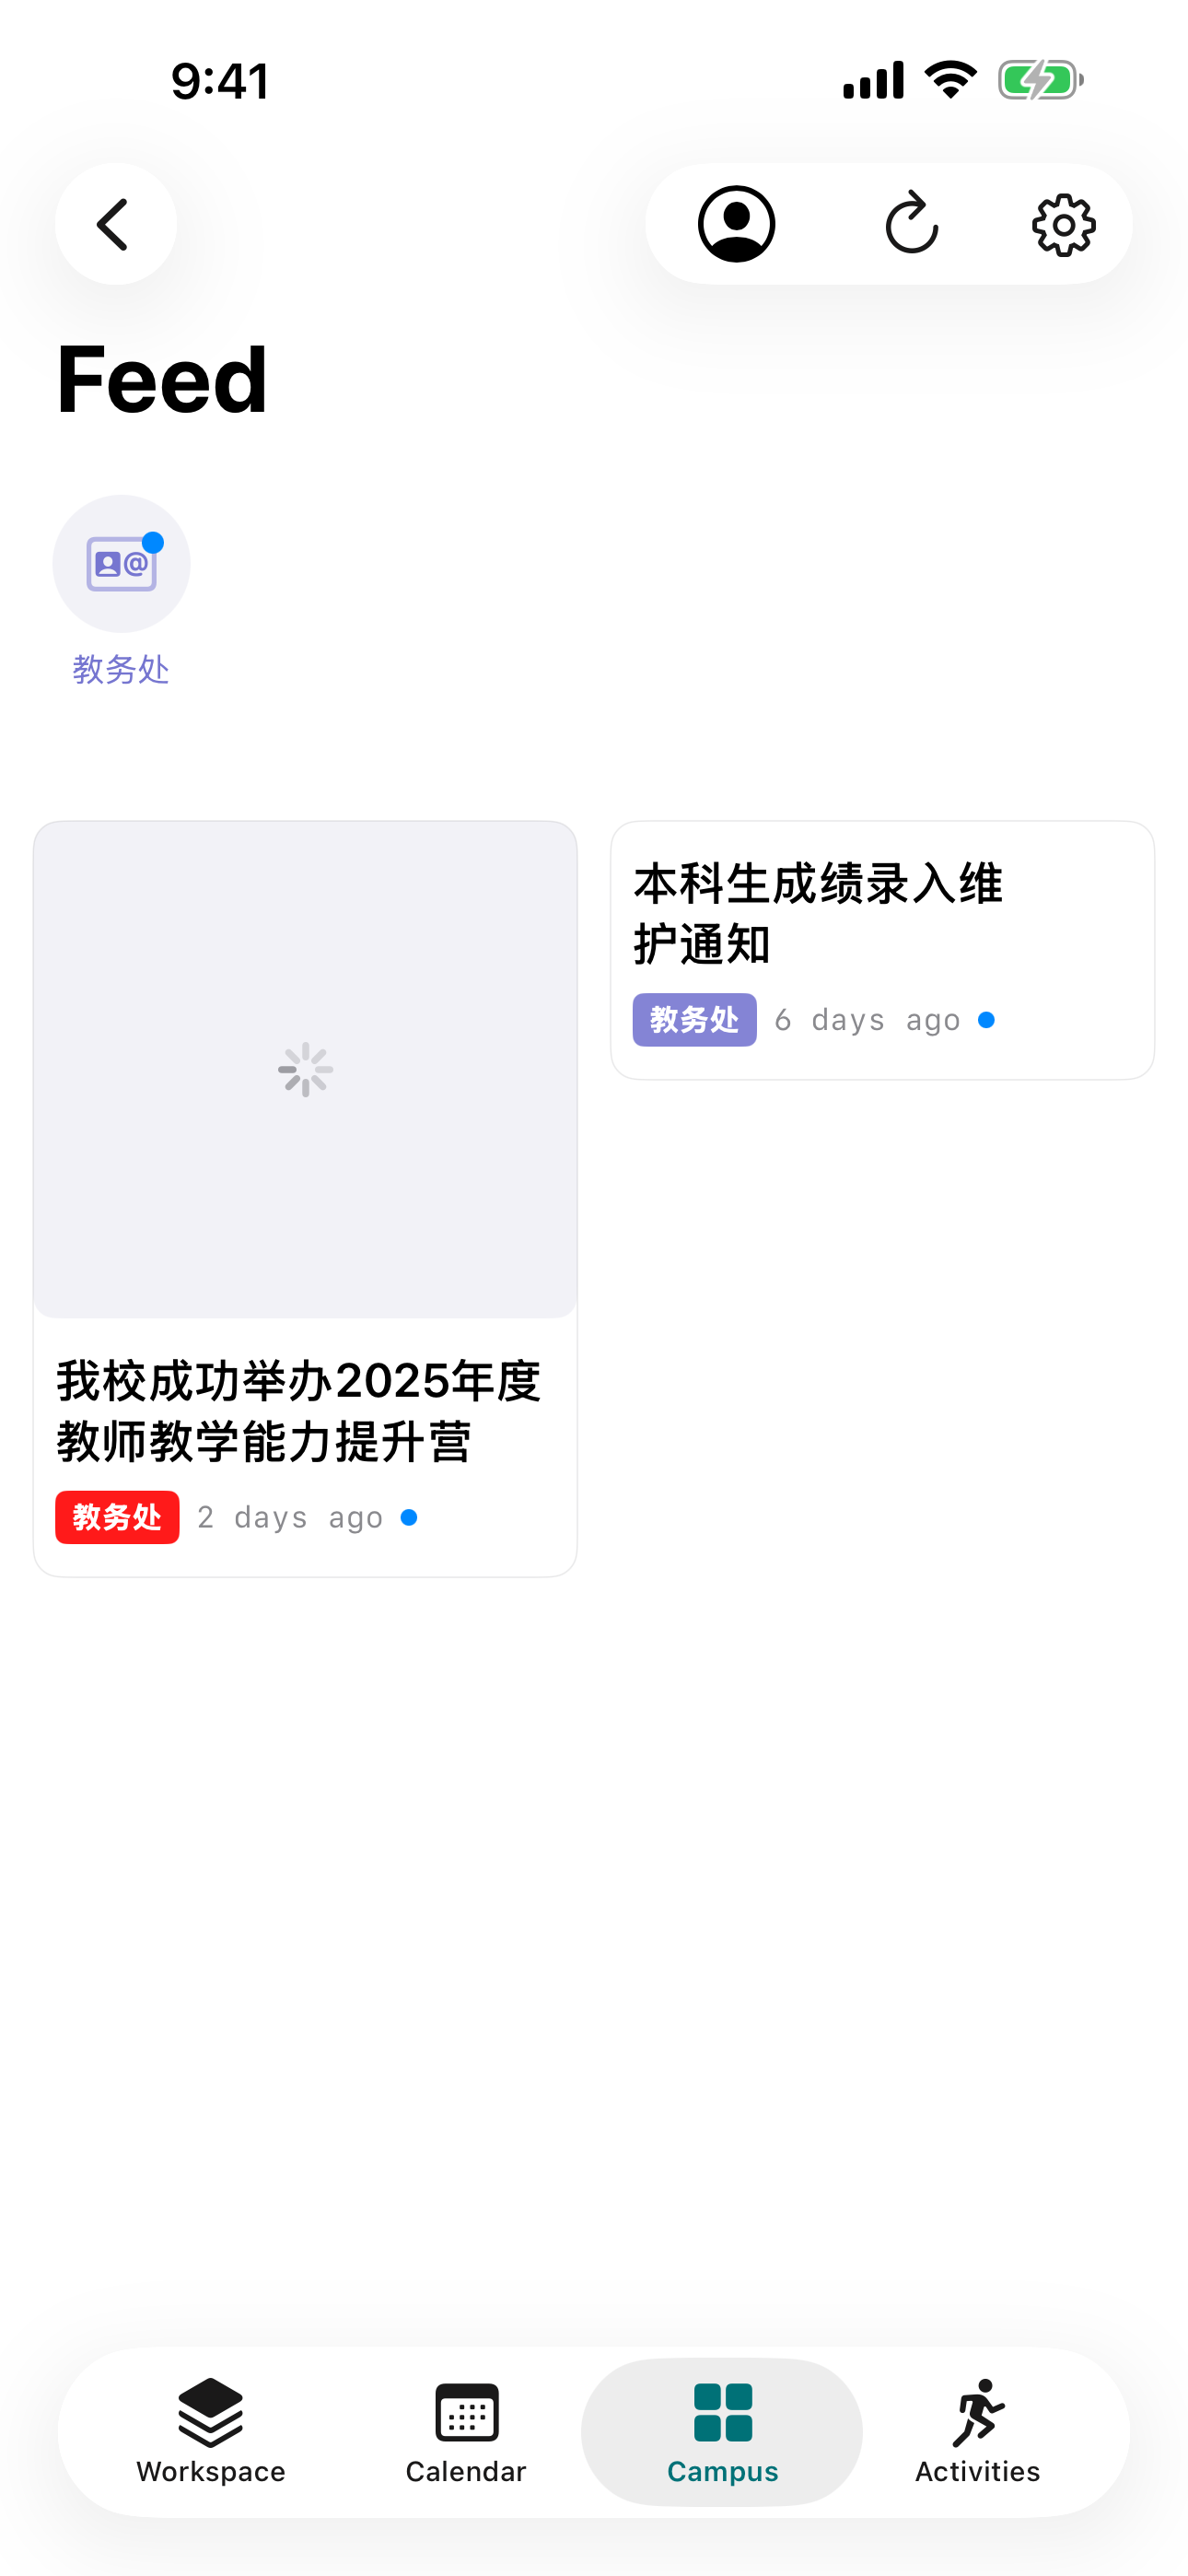 9:41
Feed
@
教务处
我校成功举办2025年度
教师教学能力提升营
教务处 2 days ago
本科生成绩录入维
护通知
教务处 6 days ago
Workspace
Calendar
Campus
Activities